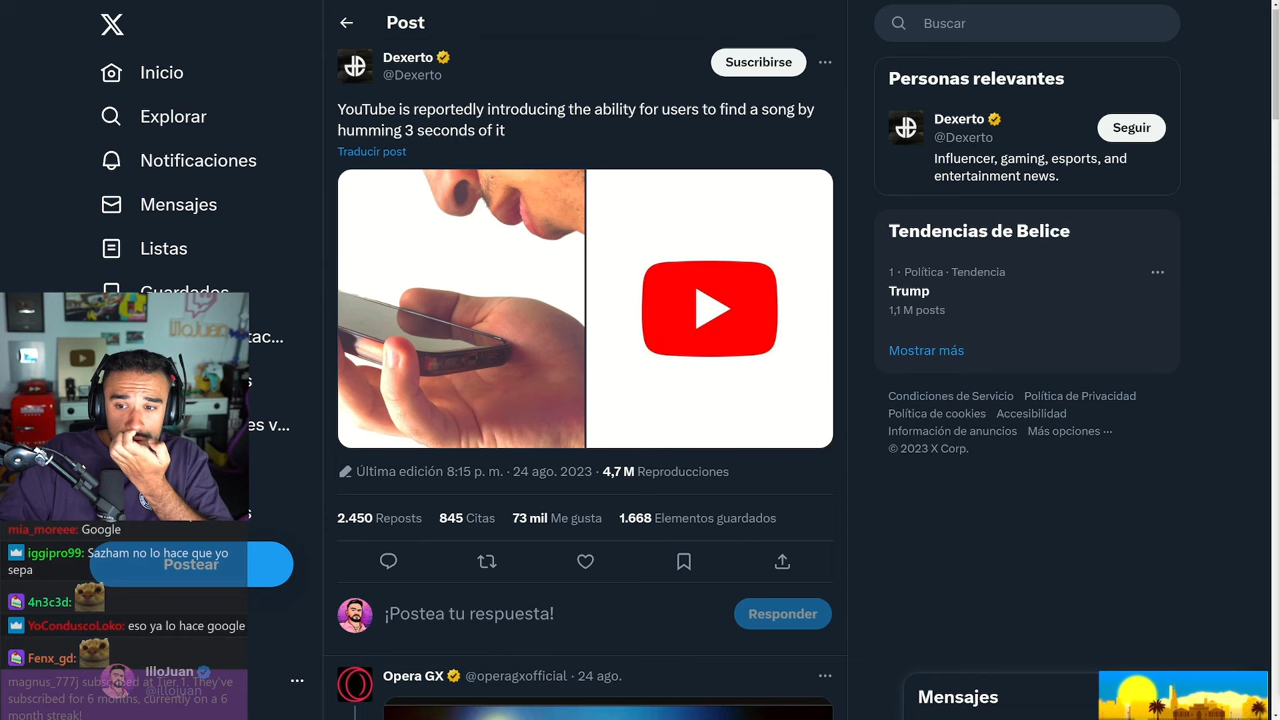 Inicio
Explorar
Notificaciones
Mensajes
Listas
Guardados
tac...
s v...
Postear
IlloJuan
@illojuan
mia_moreee: Google
iggipro99: Sazham no lo hace que yo
sepa
4n3c3d:
YoConduscoLoko: eso ya lo hace google
Fenx_gd:
magnus_777j subscribed at Tier 1. They've
subscribed for 6 months, currently on a 6
month streak!
Post
Dexerto
@Dexerto
Suscribirse
YouTube is reportedly introducing the ability for users to find a song by
humming 3 seconds of it
Traducir post
Última edición 8:15 p. m. · 24 ago. 2023 · 4,7 M Reproducciones
2.450 Reposts 845 Citas 73 mil Me gusta 1.668 Elementos guardados
¡Postea tu respuesta!
Responder
Opera GX @operagxofficial · 24 ago.
Buscar
Personas relevantes
Dexerto
@Dexerto
Seguir
Influencer, gaming, esports, and
entertainment news.
Tendencias de Belice
1 · Política · Tendencia
Trump
1,1 M posts
Mostrar más
Condiciones de Servicio Política de Privacidad
Política de cookies Accesibilidad
Información de anuncios Más opciones ···
© 2023 X Corp.
Mensajes